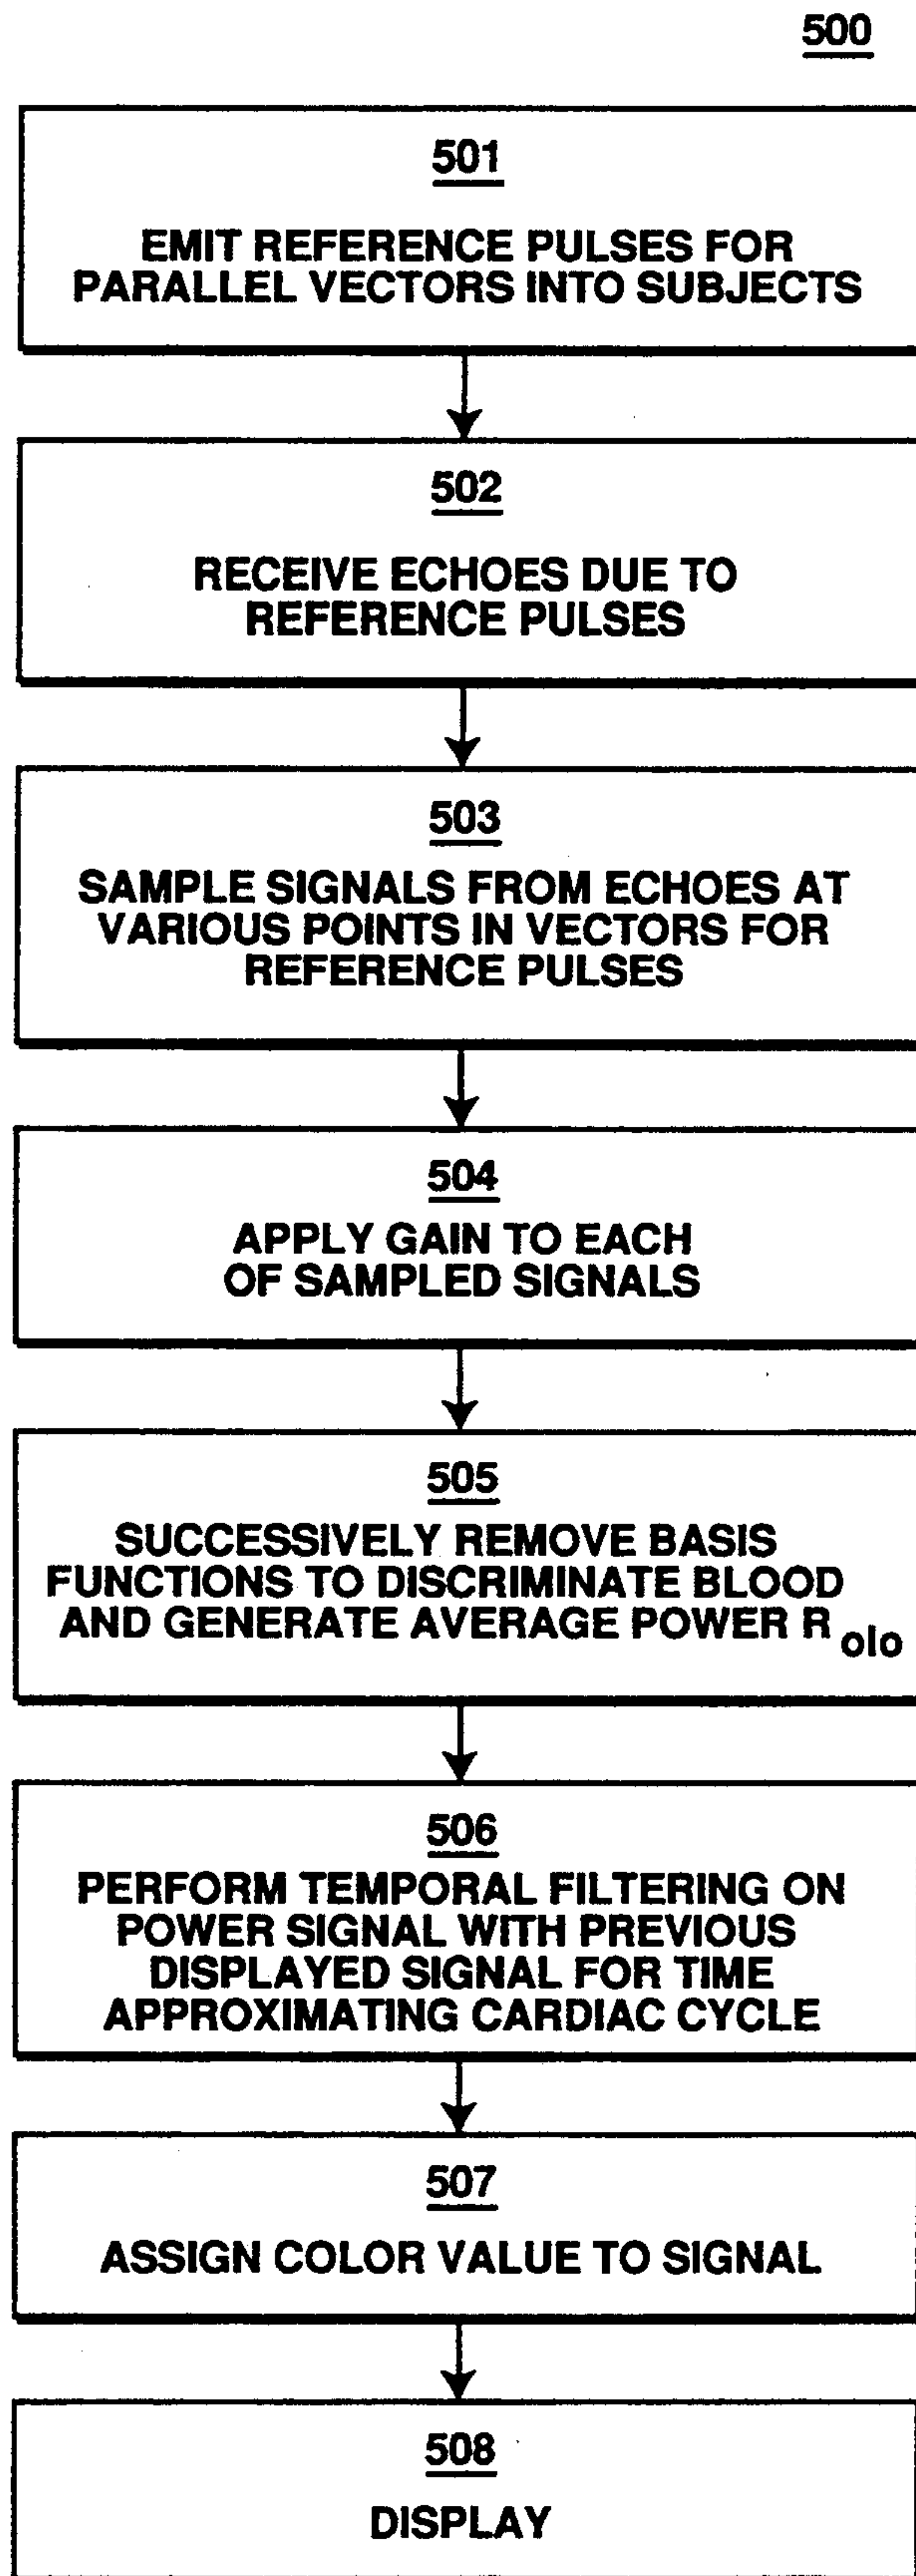 500
501
EMIT REFERENCE PULSES FOR
PARALLEL VECTORS INTO SUBJECTS
502
RECEIVE ECHOES DUE TO
REFERENCE PULSES
503
SAMPLE SIGNALS FROM ECHOES AT
VARIOUS POINTS IN VECTORS FOR
REFERENCE PULSES
504
APPLY GAIN TO EACH
OF SAMPLED SIGNALS
505
SUCCESSIVELY REMOVE BASIS
FUNCTIONS TO DISCRIMINATE BLOOD
AND GENERATE AVERAGE POWER R olo
506
PERFORM TEMPORAL FILTERING ON
POWER SIGNAL WITH PREVIOUS
DISPLAYED SIGNAL FOR TIME
APPROXIMATING CARDIAC CYCLE
507
ASSIGN COLOR VALUE TO SIGNAL
508
DISPLAY